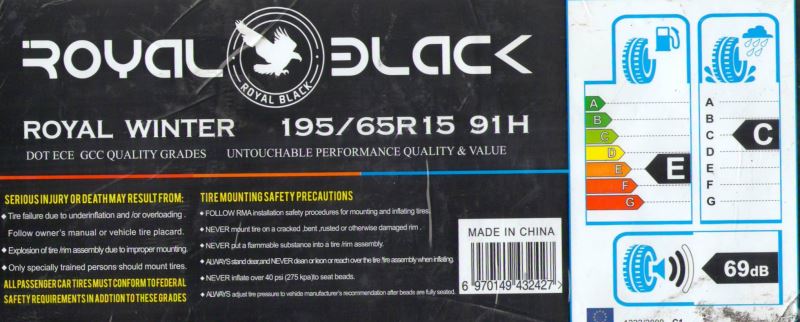 ROYAL BLACK
ROYAL BLACK
ROYAL WINTER 195/65R15 91H
DOT ECE GCC QUALITY GRADES UNTOUCHABLE PERFORMANCE QUALITY & VALUE
SERIOUS INJURY OR DEATH MAY RESULT FROM:
◆ Tire failure due to underinflation and /or overloading .
Follow owner's manual or vehicle tire placard.
◆ Explosion of tire /rim assembly due to improper mounting.
◆ Only specially trained persons should mount tires.
ALL PASSENGER CAR TIRES MUST CONFORM TO FEDERAL
SAFETY REQUIREMENTS IN ADDTION TO THESE GRADES
TIRE MOUNTING SAFETY PRECAUTIONS
◆ FOLLOW RMA installation safety procedures for mounting and inflating tires.
◆ NEVER mount tire on a cracked ,bent ,rusted or otherwise damaged rim .
◆ NEVER put a flammable substance into a tire /rim assembly.
◆ ALWAYS stand clear,and NEVER clean or leon or reach over the tire /fire assembly when inflating.
◆ NEVER inflate over 40 psi (275 kpa)to seat beads.
◆ ALWAYS adjust tire pressure to vehicle manufacturer's recommendation after beads are fully seated.
MADE IN CHINA
6 970149 432427
A
B
C
D
E
F
G
E
A
B
C
D
E
F
G
C
69dB
1222/2009 C1